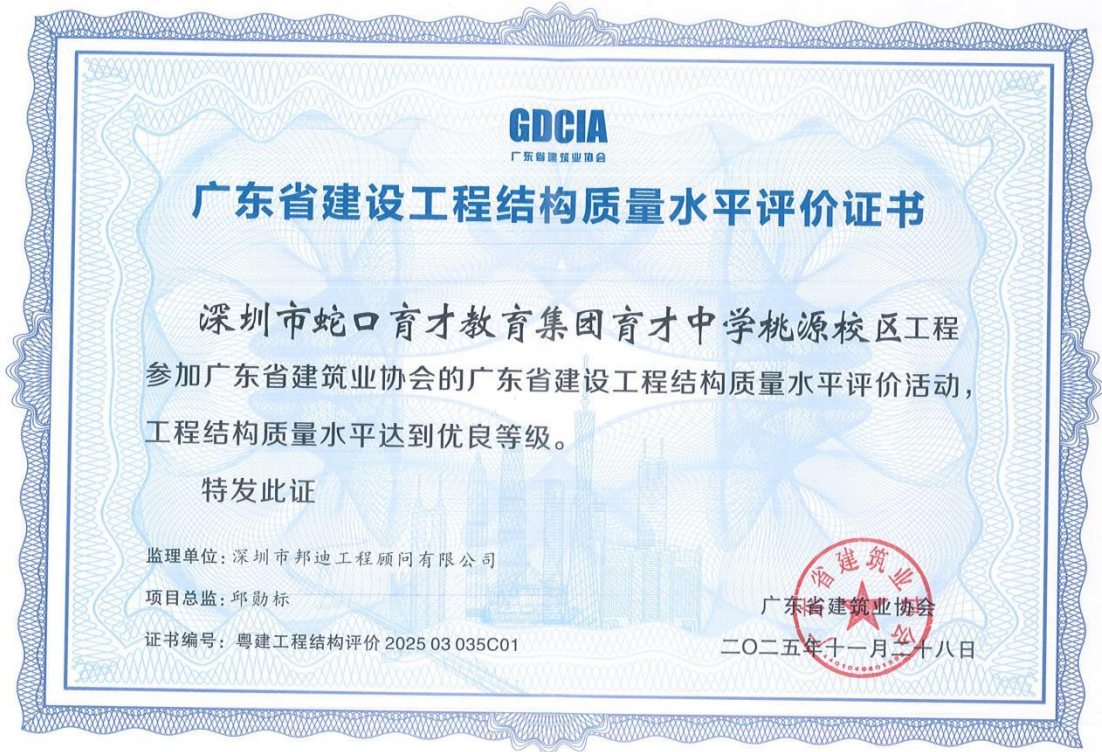 GDCIA
广东省建筑业协会
广东省建设工程结构质量水平评价证书
深圳市蛇口育才教育集团育才中学桃源校区工程
参加广东省建筑业协会的广东省建设工程结构质量水平评价活动，
工程结构质量水平达到优良等级。
特发此证
监理单位：深圳市邦迪工程顾问有限公司
项目总监：邱勋标
证书编号：粤建工程结构评价 2025 03 035C01
广东省建筑业协会
二〇二五年十一月二十八日
广东省建筑业协会